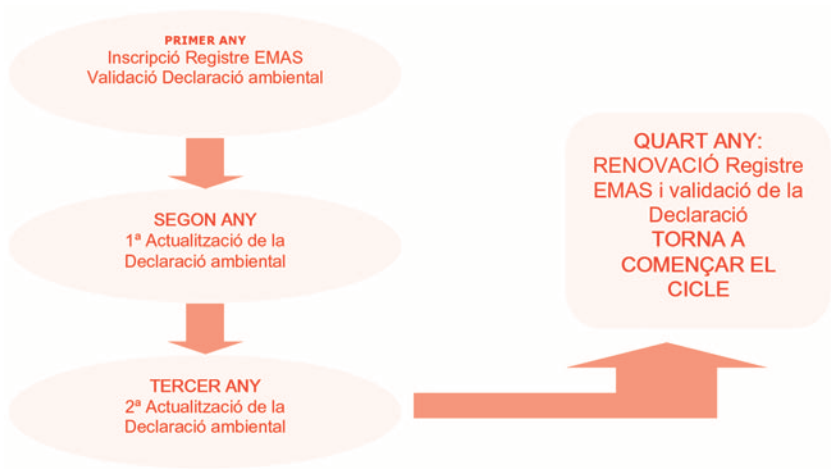 PRIMER ANY
Inscripció Registre EMAS
Validació Declaració ambiental
SEGON ANY
1ª Actualització de la
Declaració ambiental
TERCER ANY
2ª Actualització de la
Declaració ambiental
QUART ANY:
RENOVACIÓ Registre
EMAS i validació de la
Declaració
TORNA A
COMENÇAR EL
CICLE